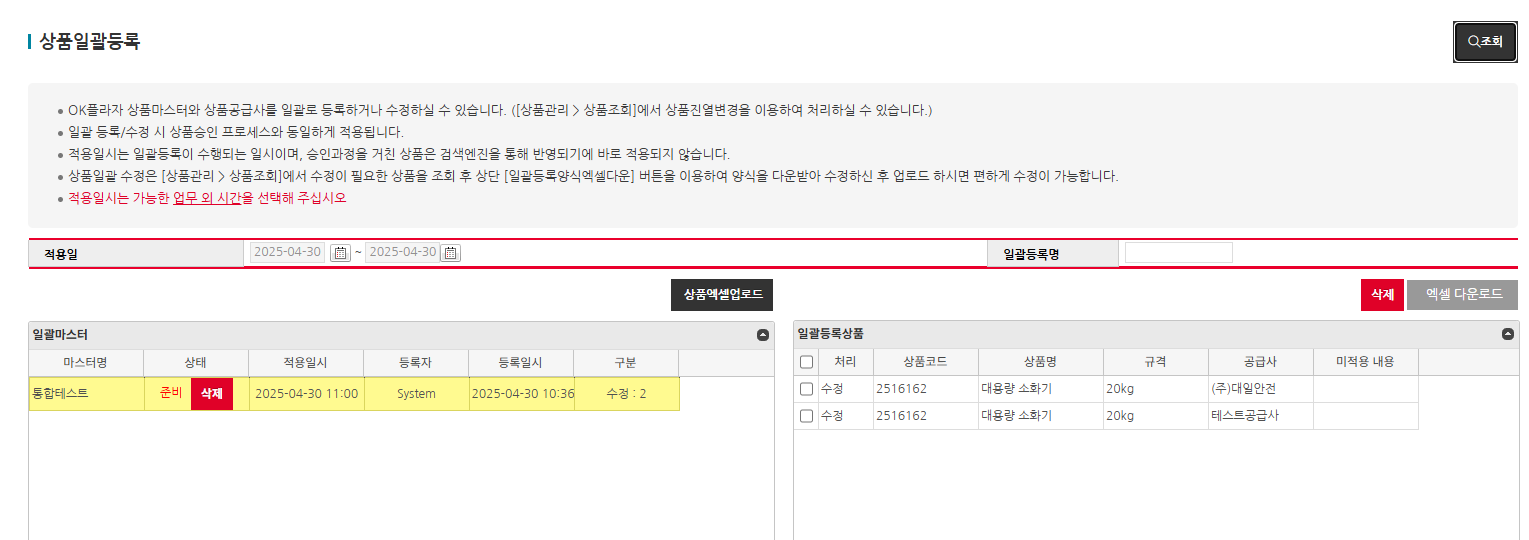 상품일괄등록
조회
OK플라자 상품마스터와 상품공급사를 일괄로 등록하거나 수정하실 수 있습니다. ([상품관리 > 상품조회]에서 상품진열변경을 이용하여 처리하실 수 있습니다.)
일괄 등록/수정 시 상품승인 프로세스와 동일하게 적용됩니다.
적용일시는 일괄등록이 수행되는 일시이며, 승인과정을 거친 상품은 검색엔진을 통해 반영되기에 바로 적용되지 않습니다.
상품일괄 수정은 [상품관리 > 상품조회]에서 수정이 필요한 상품을 조회 후 상단 [일괄등록양식엑셀다운] 버튼을 이용하여 양식을 다운받아 수정하신 후 업로드 하시면 편하게 수정이 가능합니다.
적용일시는 가능한 업무 외 시간을 선택해 주십시오
적용일 2025-04-30 ~ 2025-04-30 일괄등록명
상품엑셀업로드 삭제 엑셀 다운로드
일괄마스터
마스터명 상태 적용일시 등록자 등록일시 구분
통합테스트 준비 삭제 2025-04-30 11:00 System 2025-04-30 10:36 수정 : 2
일괄등록상품
처리 상품코드 상품명 규격 공급사 미적용 내용
수정 2516162 대용량 소화기 20kg (주)대일안전
수정 2516162 대용량 소화기 20kg 테스트공급사